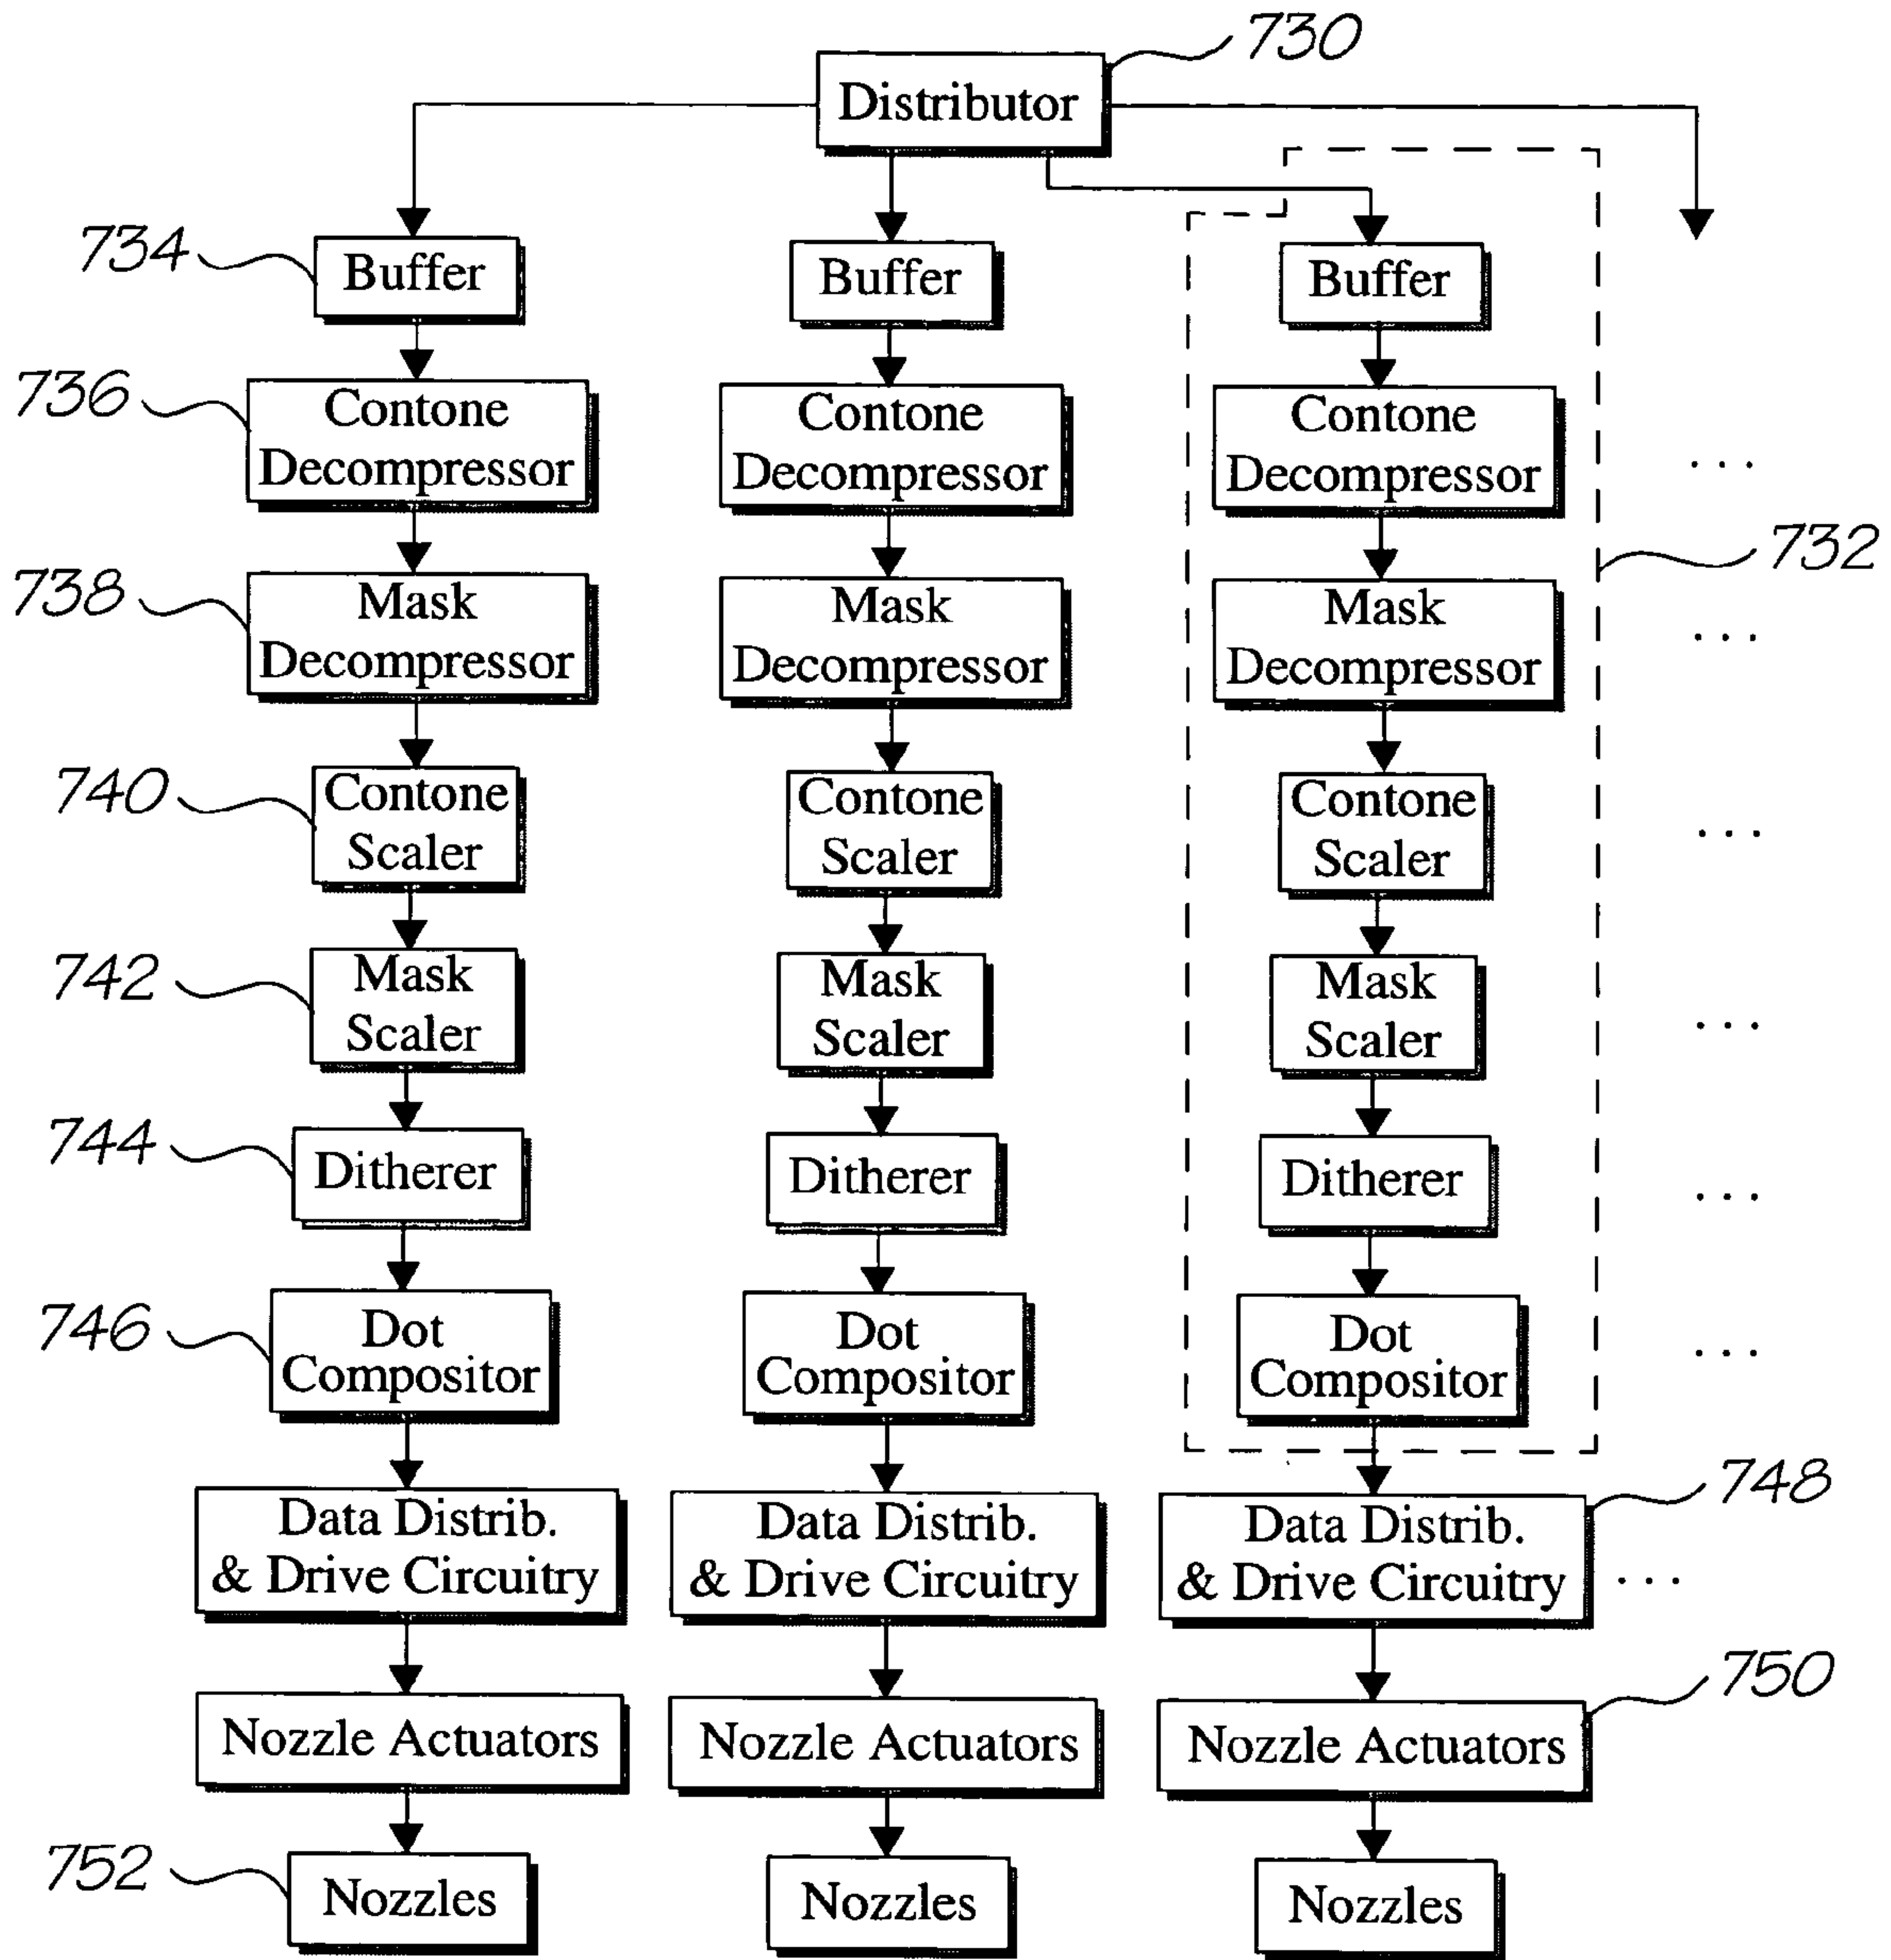 730
Distributor
734
Buffer
Buffer
Buffer
736
Contone
Decompressor
Contone
Decompressor
Contone
Decompressor
...
732
738
Mask
Decompressor
Mask
Decompressor
Mask
Decompressor
...
740
Contone
Scaler
Contone
Scaler
Contone
Scaler
...
742
Mask
Scaler
Mask
Scaler
Mask
Scaler
...
744
Ditherer
Ditherer
Ditherer
...
746
Dot
Compositor
Dot
Compositor
Dot
Compositor
...
748
Data Distrib.
& Drive Circuitry
Data Distrib.
& Drive Circuitry
Data Distrib.
& Drive Circuitry
...
750
Nozzle Actuators
Nozzle Actuators
Nozzle Actuators
752
Nozzles
Nozzles
Nozzles